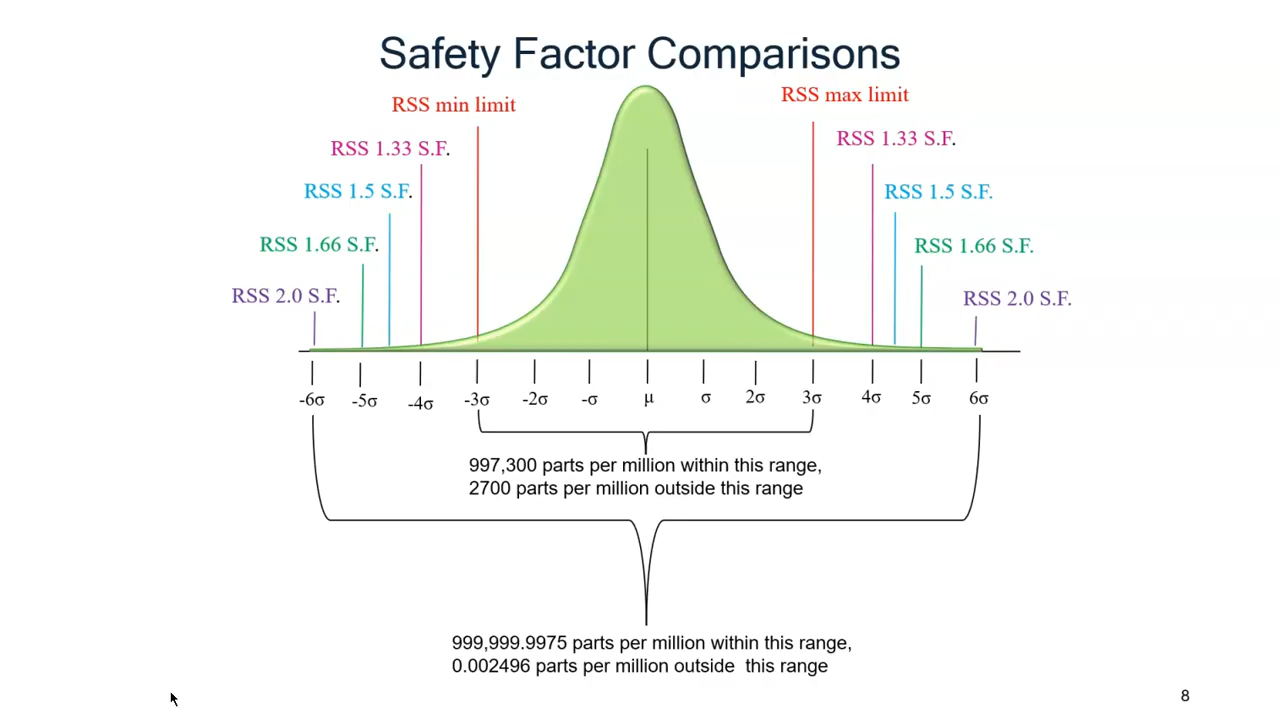 Safety Factor Comparisons
RSS min limit
RSS max limit
RSS 1.33 S.F.
RSS 1.33 S.F.
RSS 1.5 S.F.
RSS 1.5 S.F.
RSS 1.66 S.F.
RSS 1.66 S.F.
RSS 2.0 S.F.
RSS 2.0 S.F.
-6σ -5σ -4σ -3σ -2σ -σ μ σ 2σ 3σ 4σ 5σ 6σ
997,300 parts per million within this range,
2700 parts per million outside this range
999,999.9975 parts per million within this range,
0.002496 parts per million outside this range
8